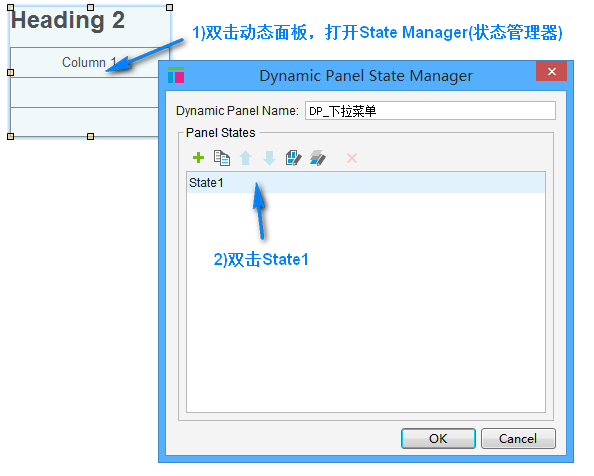 Heading 2
1)双击动态面板，打开State Manager(状态管理器)
Column 1
Dynamic Panel State Manager
Dynamic Panel Name: DP_下拉菜单
Panel States
State1
2)双击State1
OK Cancel